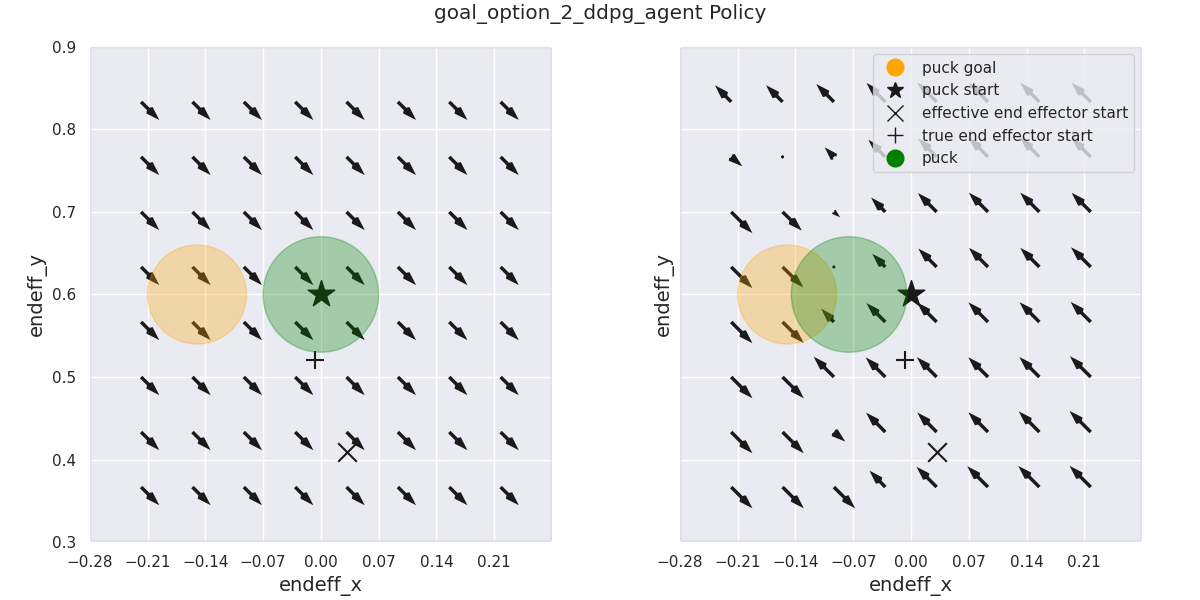 goal_option_2_ddpg_agent Policy
0.9
0.8
0.7
0.6
0.5
0.4
0.3
endeff_y
−0.28 −0.21 −0.14 −0.07 0.00 0.07 0.14 0.21
endeff_x
endeff_y
puck goal
puck start
effective end effector start
true end effector start
puck
−0.28 −0.21 −0.14 −0.07 0.00 0.07 0.14 0.21
endeff_x